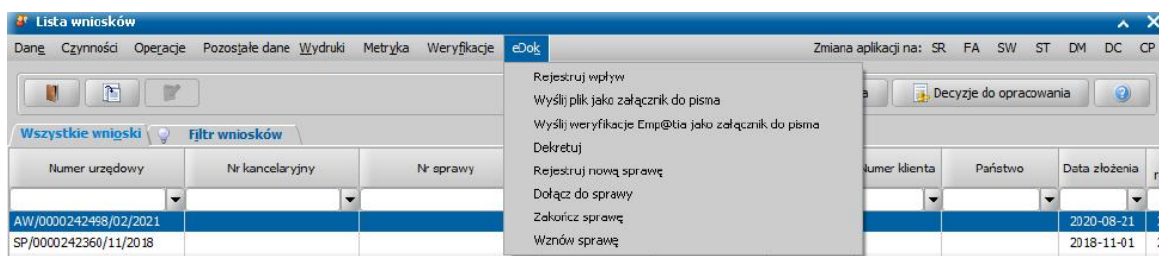 Lista wniosków
Dane Czynności Operacje Pozostałe dane Wydruki Metryka Weryfikacje eDok Zmiana aplikacji na: SR FA SW ST DM DC CP
Rejestruj wpływ
Wyślij plik jako załącznik do pisma
Wyślij weryfikacje Emp@tia jako załącznik do pisma
Dekretuj
Rejestruj nową sprawę
Dołącz do sprawy
Zakończ sprawę
Wznów sprawę
Decyzje do opracowania
Wszystkie wnioski Filtr wniosków
Numer urzędowy Nr kancelaryjny Nr sprawy Numer klienta Państwo Data złożenia
AW/0000242498/02/2021 2020-08-21
SP/0000242360/11/2018 2018-11-01